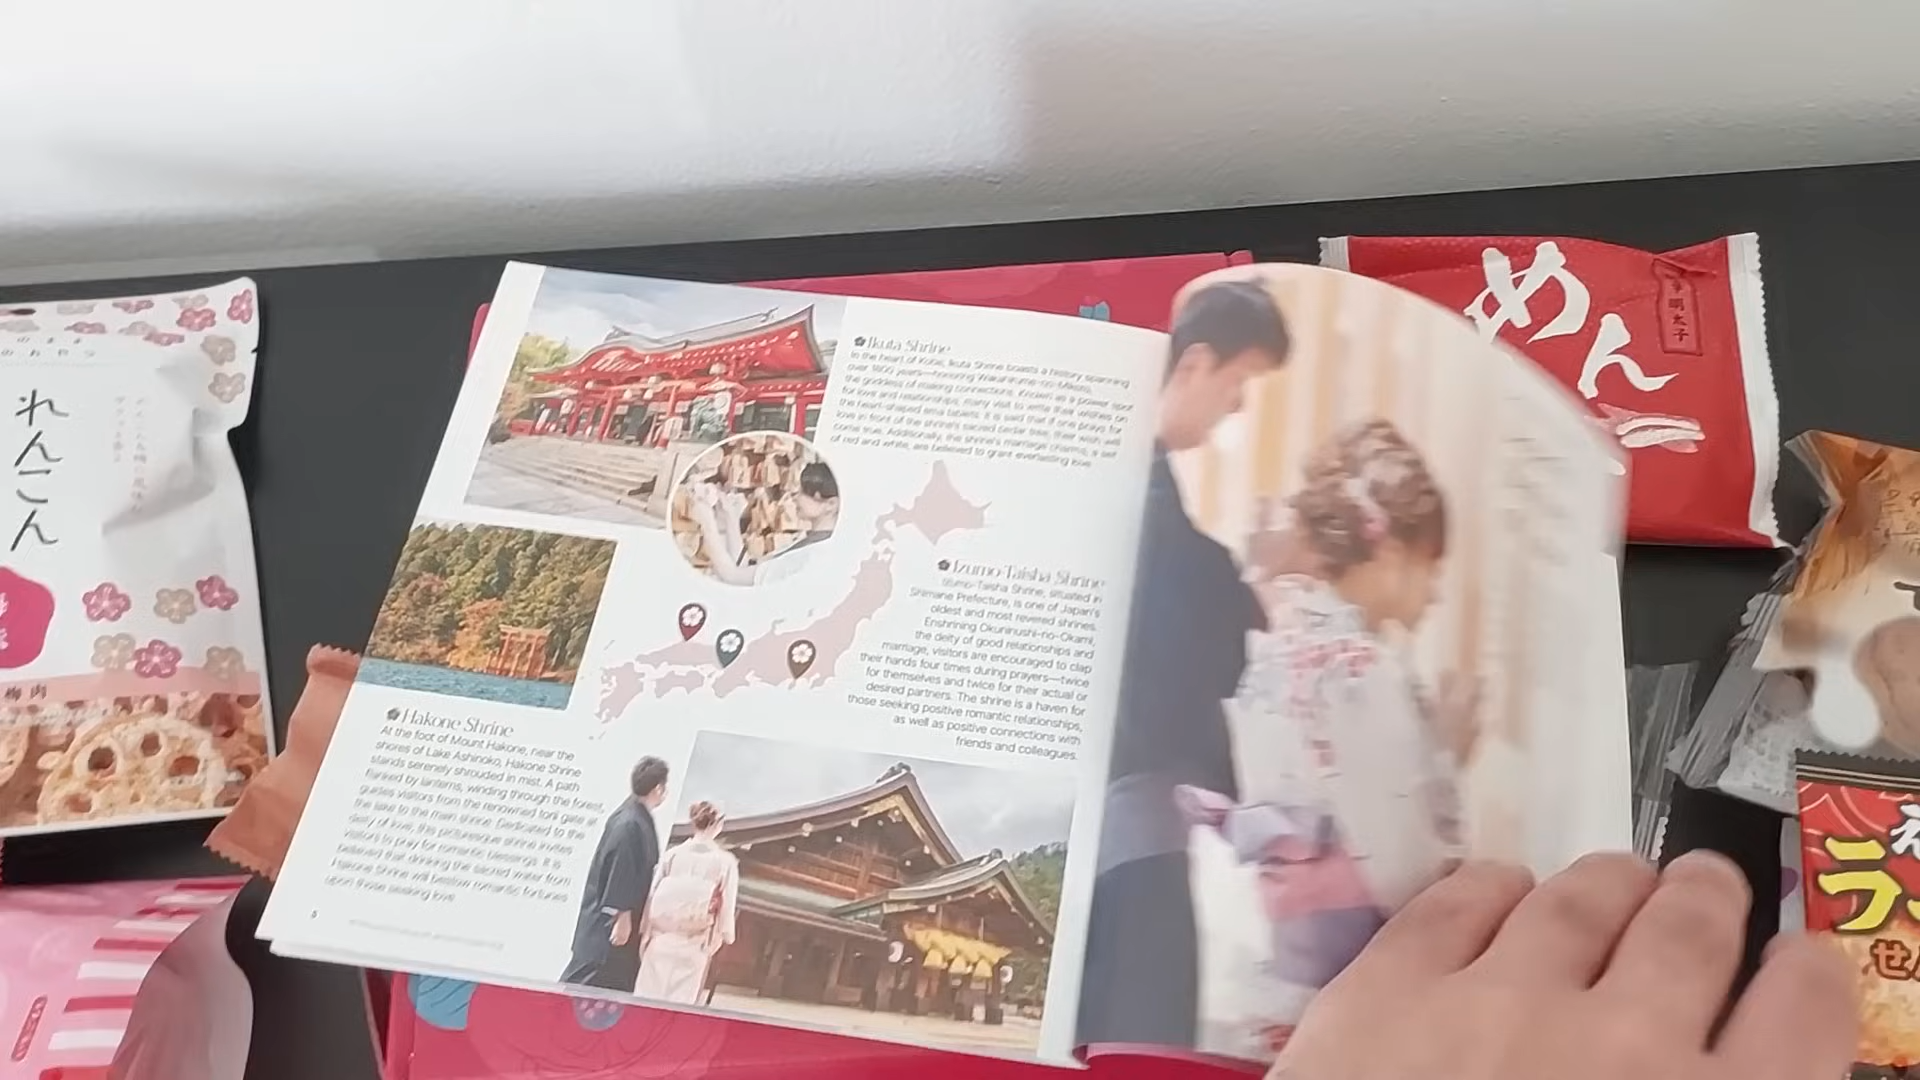 れんこん
梅肉
めん
明太子
Ikuta Shrine
In the heart of Kobe, Ikuta Shrine boasts a history spanning
over 1800 years—honoring Wakahirume-no-Mikoto,
the goddess of making connections. Known as a power spot
for love and relationships, many visit to write their wishes on
the heart-shaped ema tablets. It is said that if one prays for
love in front of the shrine's sacred cedar tree, their wish will
come true. Additionally, the shrine's marriage charms, a set
of red and white, are believed to grant everlasting love.
Izumo-Taisha Shrine
Izumo-Taisha Shrine, situated in
Shimane Prefecture, is one of Japan's
oldest and most revered shrines.
Enshrining Okuninushi-no-Okami,
the deity of good relationships and
marriage, visitors are encouraged to clap
their hands four times during prayers—twice
for themselves and twice for their actual or
desired partners. The shrine is a haven for
those seeking positive romantic relationships,
as well as positive connections with
friends and colleagues.
Hakone Shrine
At the foot of Mount Hakone, near the
shores of Lake Ashinoko, Hakone Shrine
stands serenely shrouded in mist. A path
flanked by lanterns, winding through the forest,
guides visitors from the renowned torii gate at
the lake to the main shrine. Dedicated to the
deity of love, this picturesque shrine invites
visitors to pray for romantic blessings. It is
believed that drinking the sacred water from
Hakone Shrine will bestow romantic fortunes
upon those seeking love.
ラ
せ